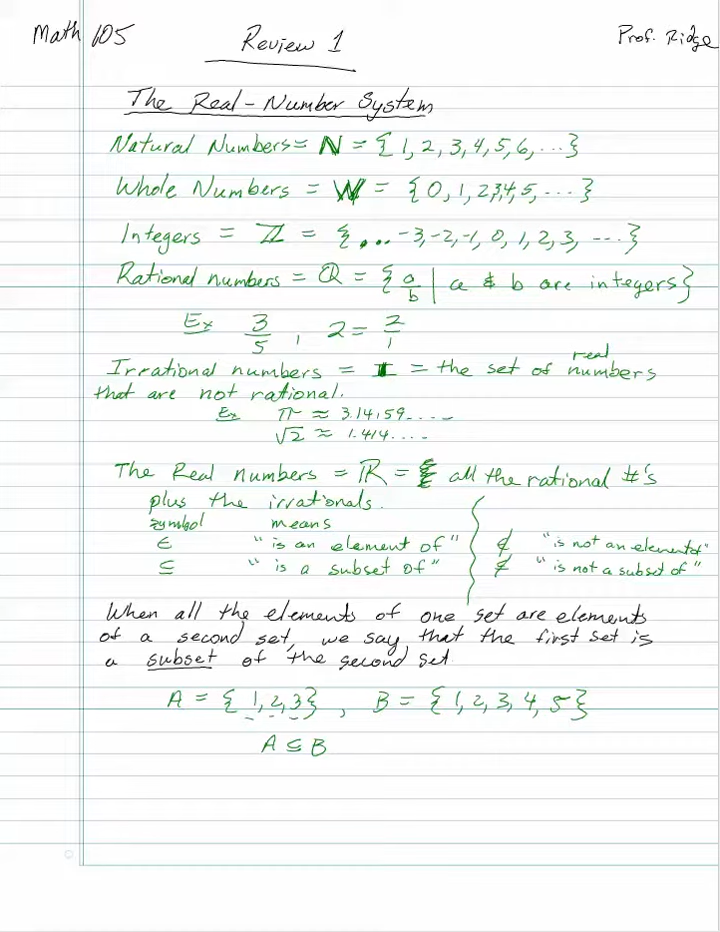 Math 105 Review 1 Prof. Ridge
The Real-Number System
Natural Numbers = ℕ = {1, 2, 3, 4, 5, 6, ...}
Whole Numbers = W = {0, 1, 2, 3, 4, 5, ...}
Integers = ℤ = {... -3, -2, -1, 0, 1, 2, 3, ...}
Rational numbers = ℚ = {a/b | a & b are integers}
Ex 3/5 , 2 = 2/1
Irrational numbers = I = the set of real numbers
that are not rational.
Ex π ≈ 3.14159....
√2 ≈ 1.414....
The Real numbers = ℝ = all the rational #'s
plus the irrationals.
symbol means
∈ "is an element of" ∉ "is not an element of"
⊆ "is a subset of" ⊈ "is not a subset of"
When all the elements of one set are elements
of a second set, we say that the first set is
a subset of the second set.
A = {1, 2, 3} , B = {1, 2, 3, 4, 5}
A ⊆ B